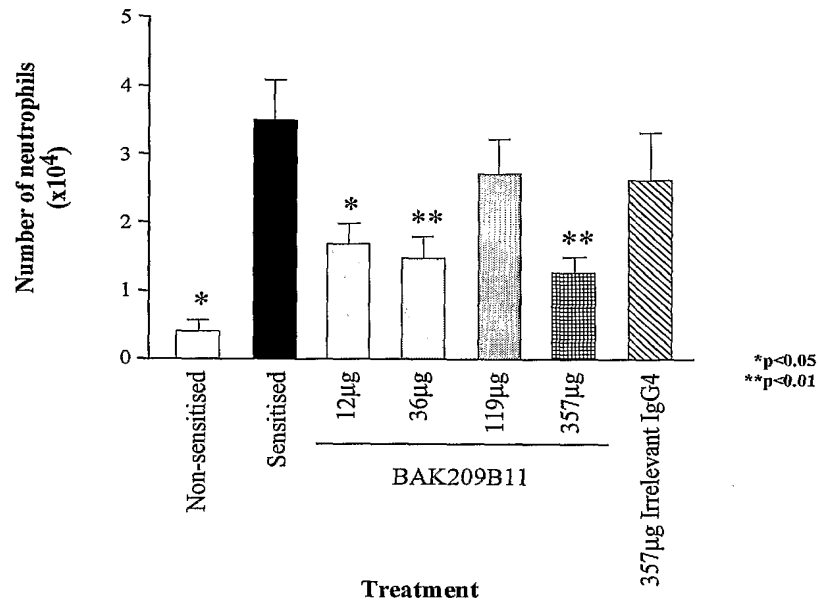 Number of neutrophils
(x10⁴)
5
4
3
2
1
0
*
*
**
**
Non-sensitised
Sensitised
12µg
36µg
119µg
357µg
357µg Irrelevant IgG4
BAK209B11
Treatment
*p<0.05
**p<0.01